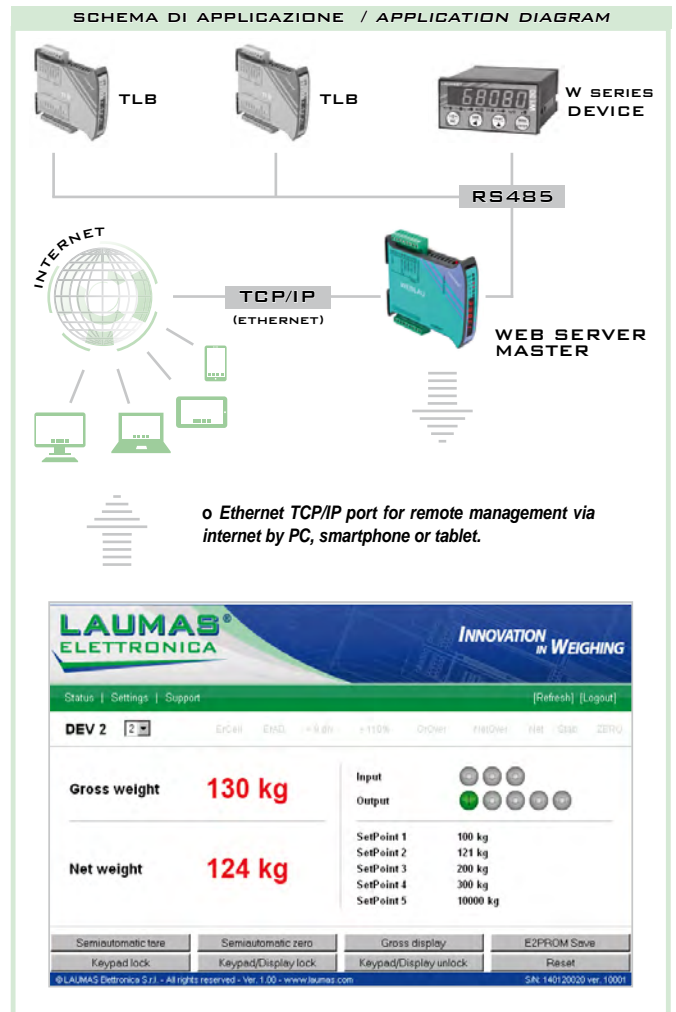 SCHEMA DI APPLICAZIONE / APPLICATION DIAGRAM
TLB
TLB
68080
W SERIES
DEVICE
RS485
INTERNET
TCP/IP
(ETHERNET)
WEBLAU
WEB SERVER
MASTER
o Ethernet TCP/IP port for remote management via
internet by PC, smartphone or tablet.
LAUMAS®
ELETTRONICA
INNOVATION
IN WEIGHING
Status | Settings | Support
[Refresh] [Logout]
DEV 2 2
ErCell ErAD +110% OrOver NetOver Net Stab ZERO
Gross weight 130 kg
Input
Output
Net weight 124 kg
SetPoint 1 100 kg
SetPoint 2 121 kg
SetPoint 3 200 kg
SetPoint 4 300 kg
SetPoint 5 10000 kg
Semiautomatic tare Semiautomatic zero Gross display E2PROM Save
Keypad lock Keypad/Display lock Keypad/Display unlock Reset
©LAUMAS Elettronica S.r.l. - All rights reserved - Ver. 1.00 - www.laumas.com S/N: 140120020 ver. 10001